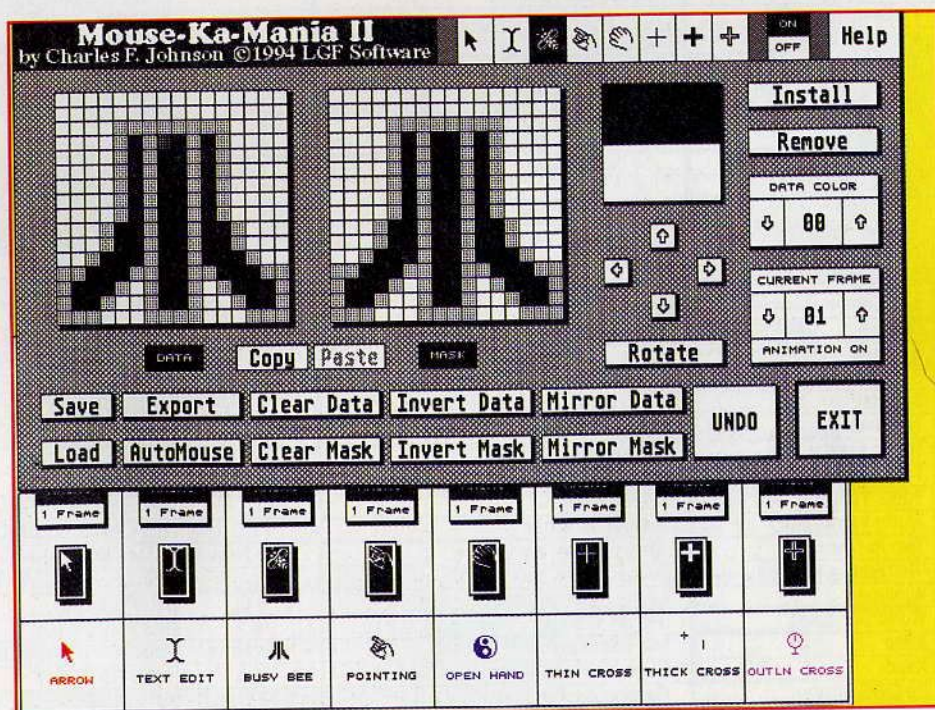 Mouse-Ka-Mania II
by Charles F. Johnson ©1994 LGF Software
ON
OFF
Help
Install
Remove
DATA COLOR
00
CURRENT FRAME
01
ANIMATION ON
DATA
Copy
Paste
MASK
Rotate
Save
Export
Clear Data
Invert Data
Mirror Data
UNDO
EXIT
Load
AutoMouse
Clear Mask
Invert Mask
Mirror Mask
1 Frame
1 Frame
1 Frame
1 Frame
1 Frame
1 Frame
1 Frame
1 Frame
ARROW
TEXT EDIT
BUSY BEE
POINTING
OPEN HAND
THIN CROSS
THICK CROSS
OUTLN CROSS